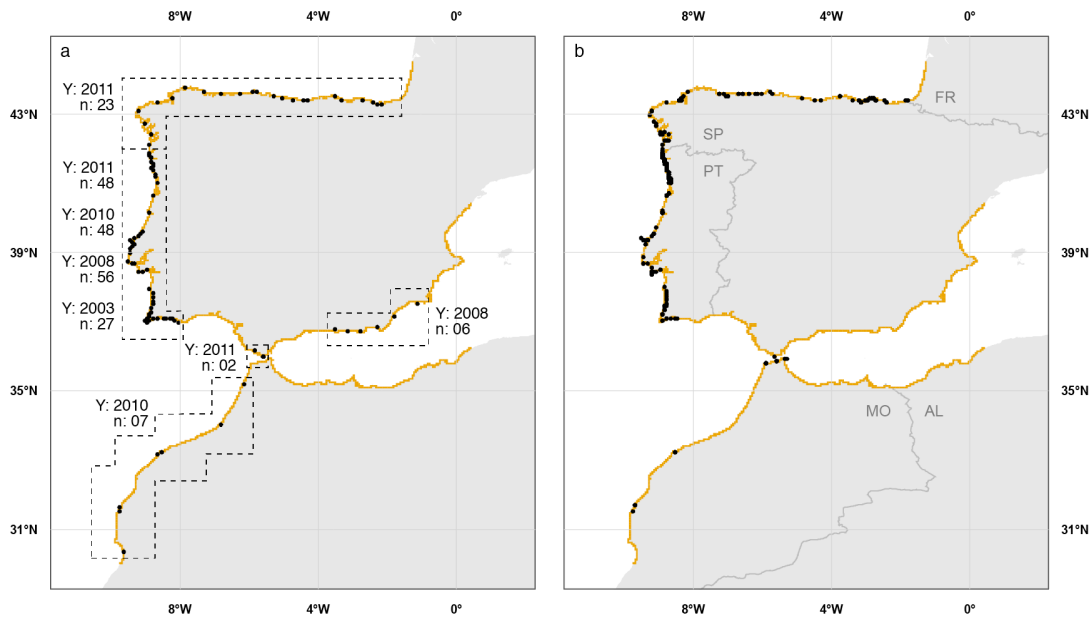 8°W 4°W 0° 8°W 4°W 0°
a
b
Y: 2011
n: 23
43°N
43°N
FR
SP
PT
Y: 2011
n: 48
Y: 2010
n: 48
39°N
39°N
Y: 2008
n: 56
Y: 2003
n: 27
Y: 2008
n: 06
Y: 2011
n: 02
35°N
35°N
Y: 2010
n: 07
MO AL
31°N
31°N
8°W 4°W 0° 8°W 4°W 0°